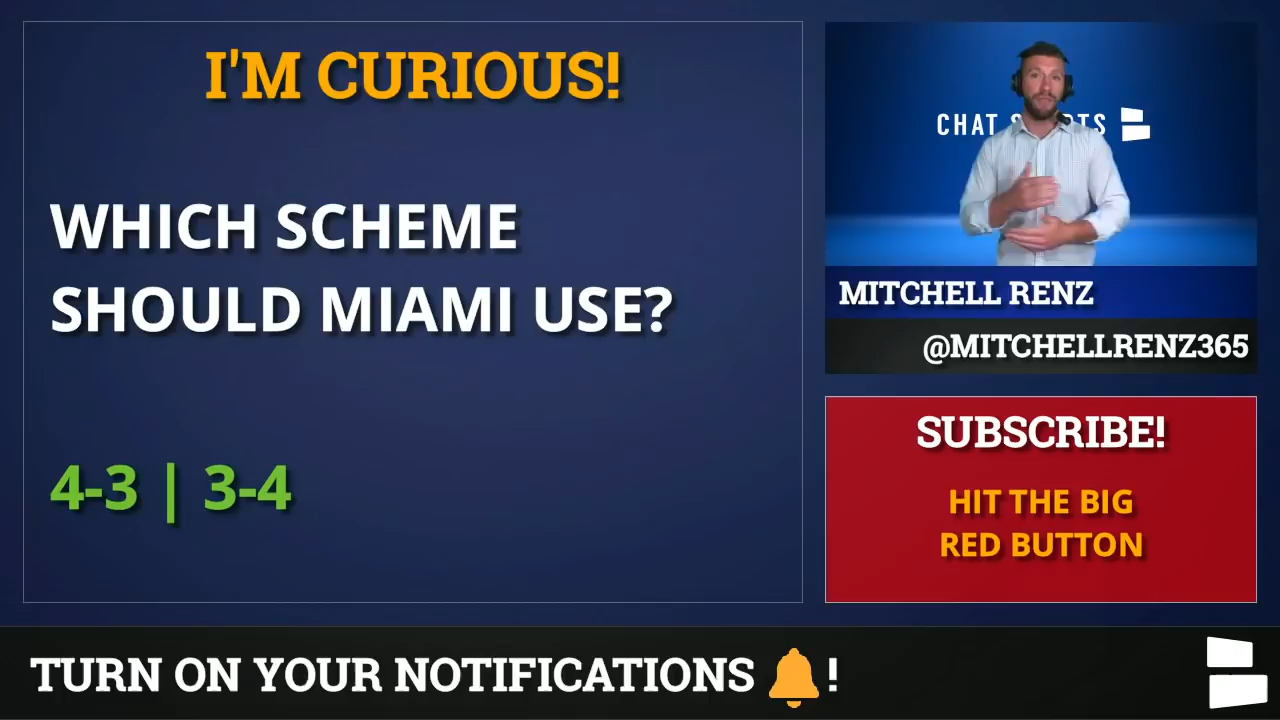 I'M CURIOUS!
WHICH SCHEME
SHOULD MIAMI USE?
4-3 | 3-4
CHAT
MITCHELL RENZ
@MITCHELLRENZ365
SUBSCRIBE!
HIT THE BIG
RED BUTTON
TURN ON YOUR NOTIFICATIONS !